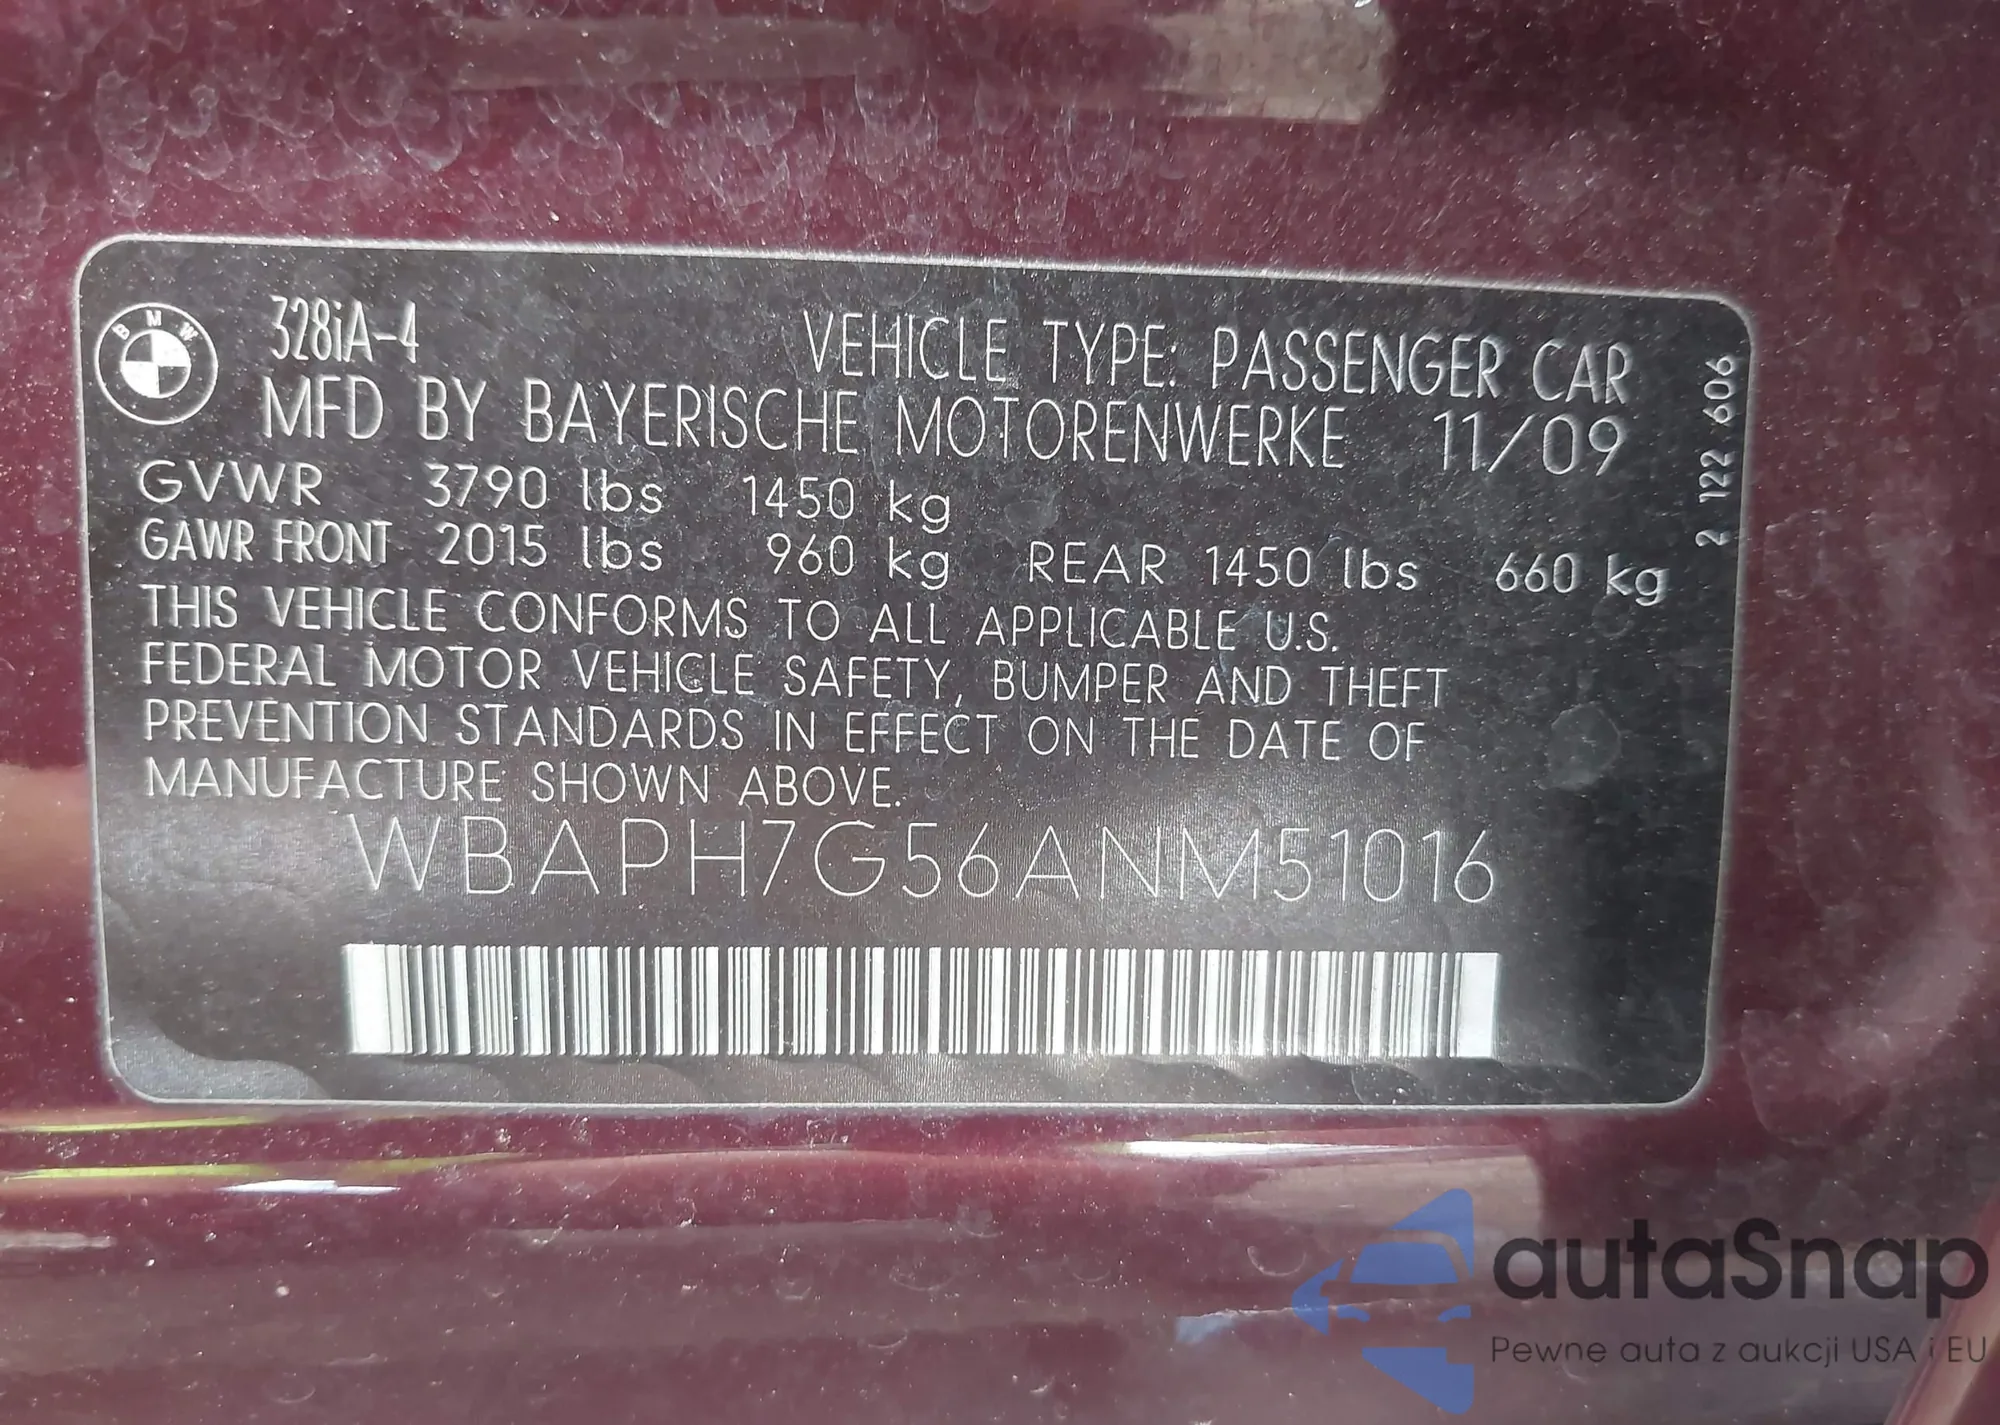 BMW
328iA-4
VEHICLE TYPE: PASSENGER CAR
MFD BY BAYERISCHE MOTORENWERKE 11/09
GVWR 3790 lbs 1450 kg
GAWR FRONT 2015 lbs 960 kg REAR 1450 lbs 660 kg
THIS VEHICLE CONFORMS TO ALL APPLICABLE U.S.
FEDERAL MOTOR VEHICLE SAFETY, BUMPER AND THEFT
PREVENTION STANDARDS IN EFFECT ON THE DATE OF
MANUFACTURE SHOWN ABOVE.
WBAPH7G56ANM51016
2 122 606
autaSnap
Pewne auta z aukcji USA i EU